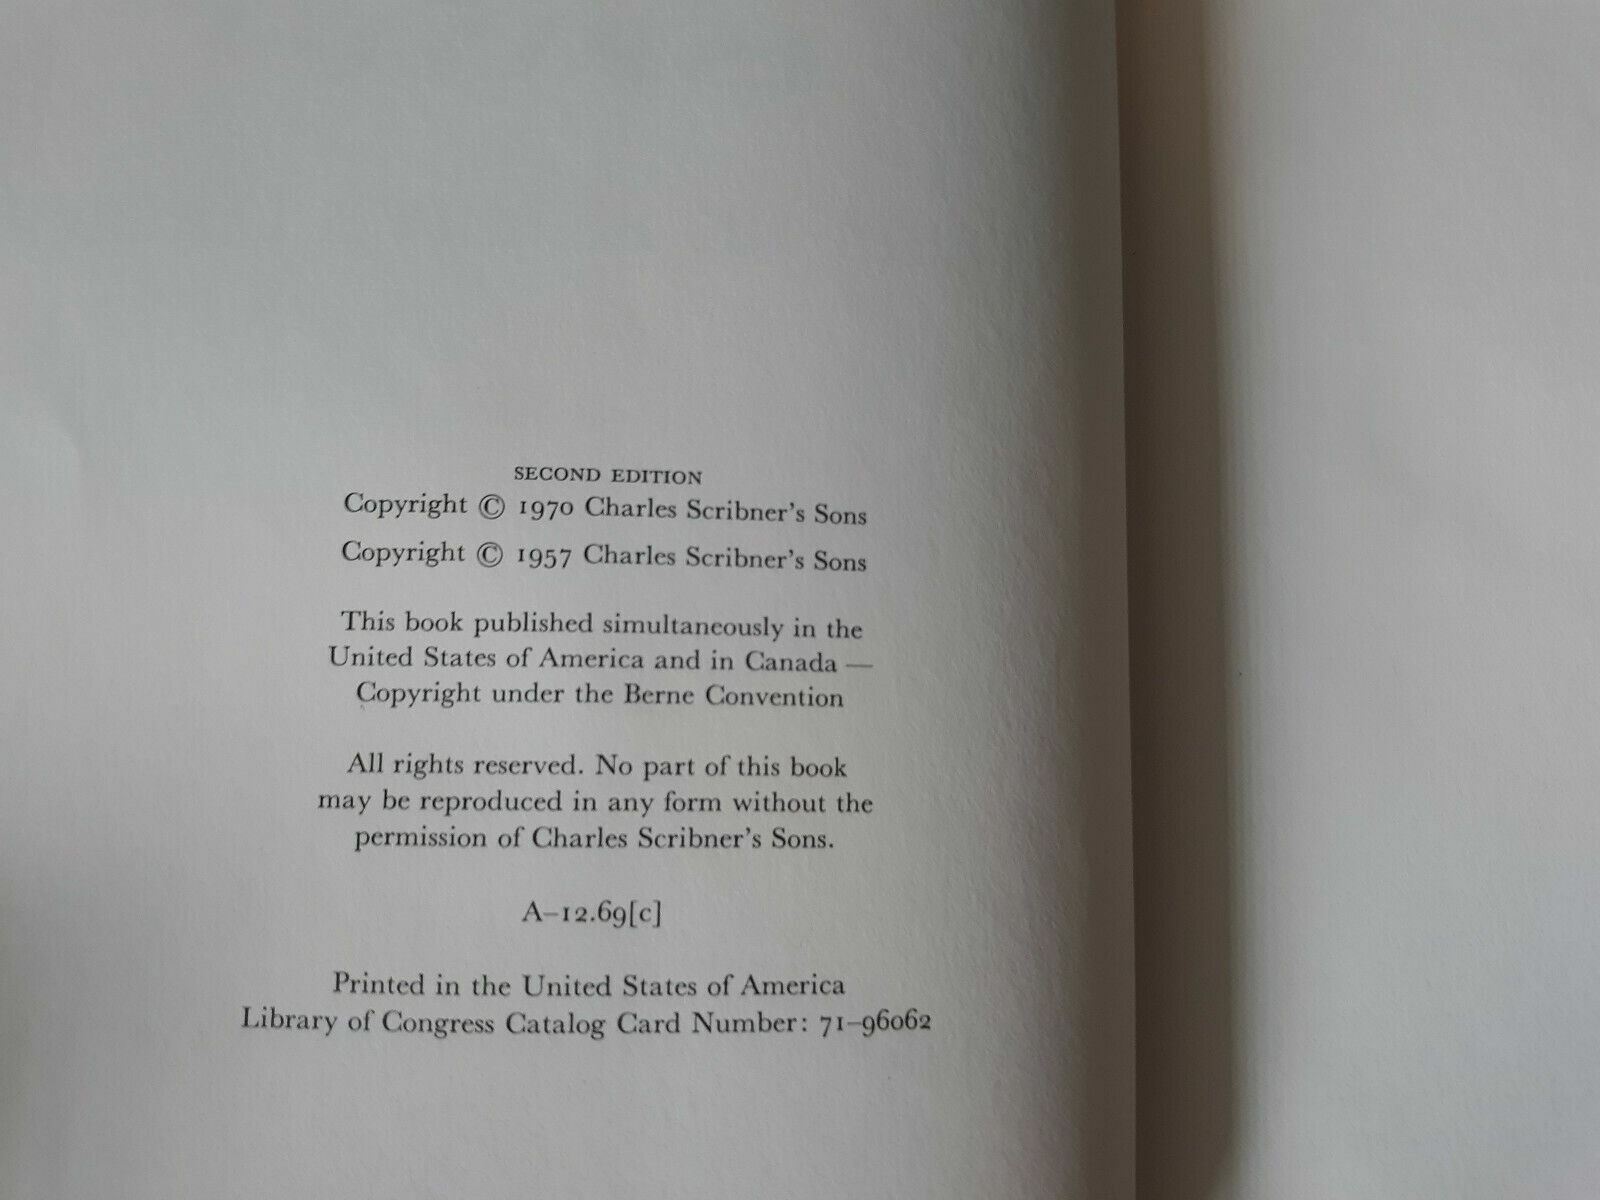 SECOND EDITION
Copyright © 1970 Charles Scribner's Sons
Copyright © 1957 Charles Scribner's Sons
This book published simultaneously in the
United States of America and in Canada —
Copyright under the Berne Convention
All rights reserved. No part of this book
may be reproduced in any form without the
permission of Charles Scribner's Sons.
A–12.69[c]
Printed in the United States of America
Library of Congress Catalog Card Number: 71–96062